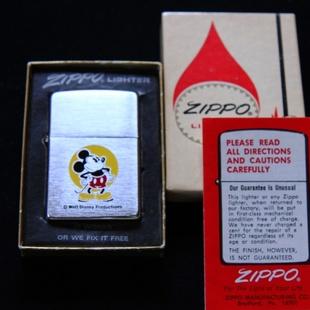 ZIPPO LIGHTER
© Walt Disney Productions
OR WE FIX IT FREE
ZIPPO
PLEASE READ
ALL DIRECTIONS
AND CAUTIONS
CAREFULLY
Our Guarantee is Unusual
This lighter or any Zippo
lighter, when returned to
our factory, will be put
in first-class mechanical
condition free of charge.
We have never charged a
cent for the repair of a
ZIPPO regardless of its
age or condition.
THE FINISH, HOWEVER,
IS NOT GUARANTEED.
ZIPPO
ZIPPO MANUFACTURING CO.
Bradford, Pa.